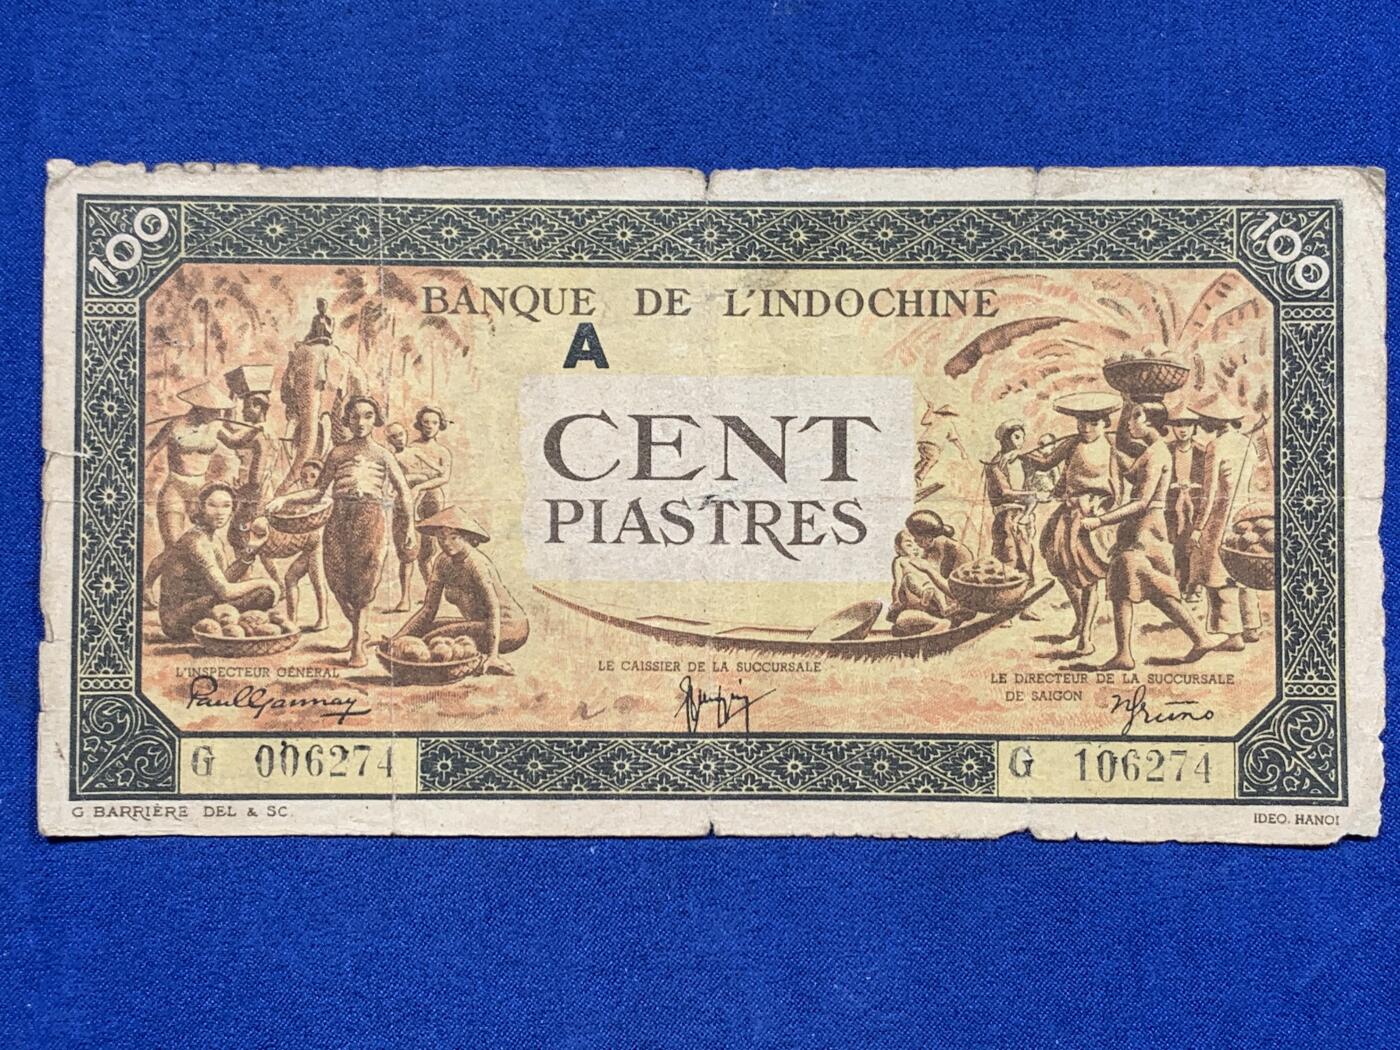 100
100
BANQUE DE L'INDOCHINE
A
CENT
PIASTRES
L'INSPECTEUR GÉNÉRAL
LE CAISSIER DE LA SUCCURSALE
LE DIRECTEUR DE LA SUCCURSALE
DE SAIGON
G 006274
G 106274
G BARRIÈRE DEL & SC.
IDEO. HANOI